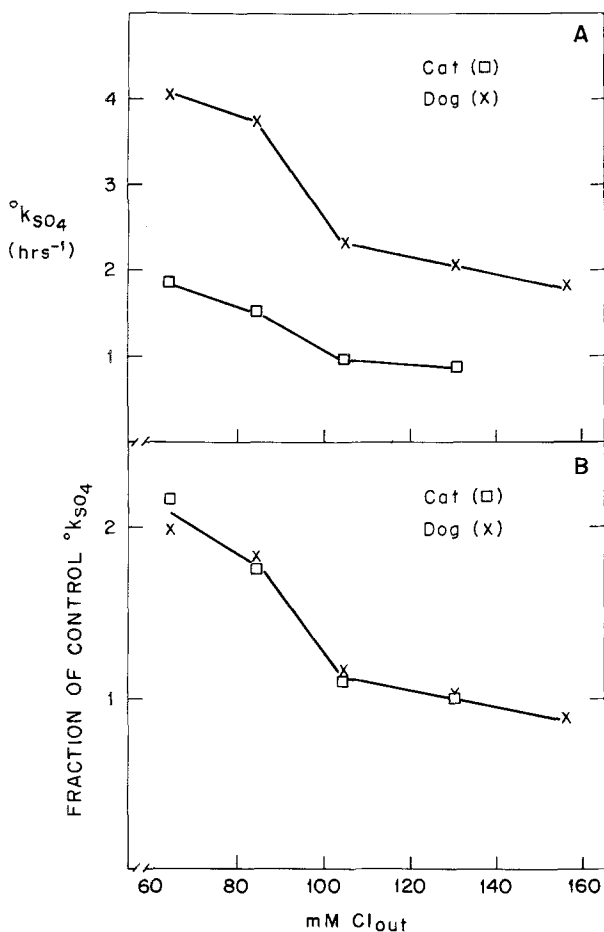 A
Cat (□)
Dog (X)
4
3
2
1
°kSO4
(hrs⁻¹)
B
Cat (□)
Dog (X)
2
1
FRACTION OF CONTROL °kSO4
60 80 100 120 140 160
mM Clout